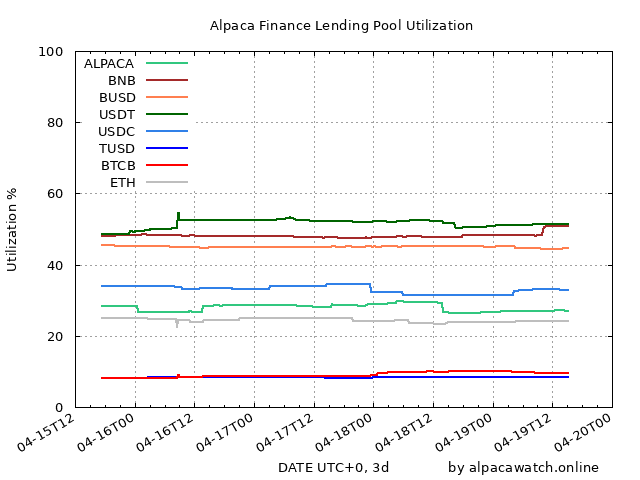 Alpaca Finance Lending Pool Utilization
100
80
60
40
20
0
Utilization %
ALPACA
BNB
BUSD
USDT
USDC
TUSD
BTCB
ETH
04-15T12
04-16T00
04-16T12
04-17T00
04-17T12
04-18T00
04-18T12
04-19T00
04-19T12
04-20T00
DATE UTC+0, 3d
by alpacawatch.online